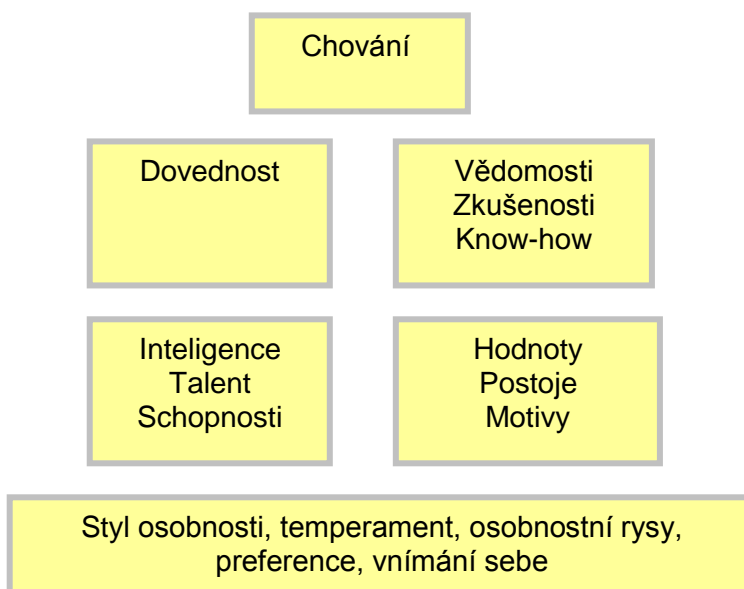 Chování
Dovednost
Vědomosti
Zkušenosti
Know-how
Inteligence
Talent
Schopnosti
Hodnoty
Postoje
Motivy
Styl osobnosti, temperament, osobnostní rysy,
preference, vnímání sebe